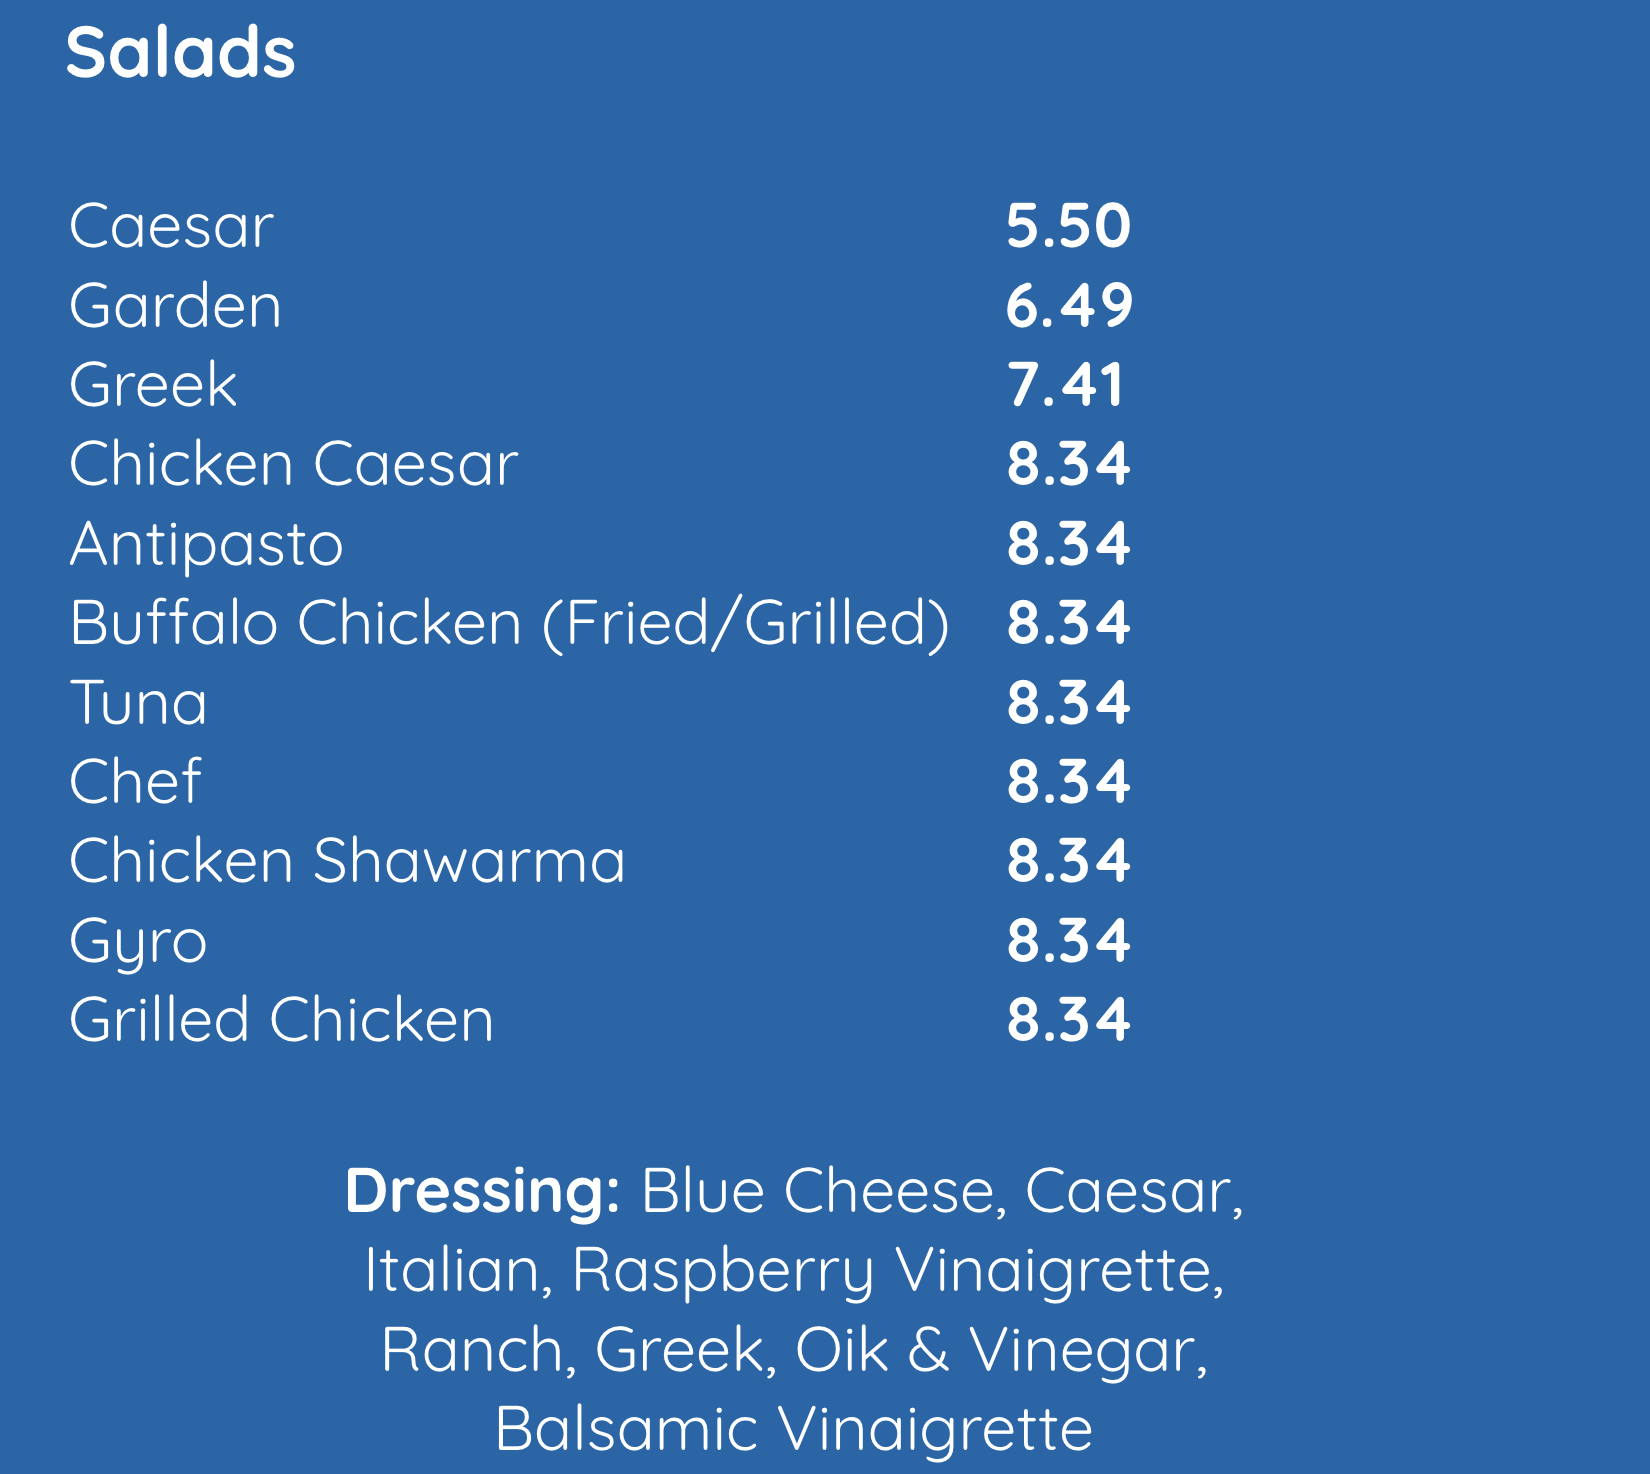 Salads
Caesar 5.50
Garden 6.49
Greek 7.41
Chicken Caesar 8.34
Antipasto 8.34
Buffalo Chicken (Fried/Grilled) 8.34
Tuna 8.34
Chef 8.34
Chicken Shawarma 8.34
Gyro 8.34
Grilled Chicken 8.34
Dressing: Blue Cheese, Caesar,
Italian, Raspberry Vinaigrette,
Ranch, Greek, Oik & Vinegar,
Balsamic Vinaigrette